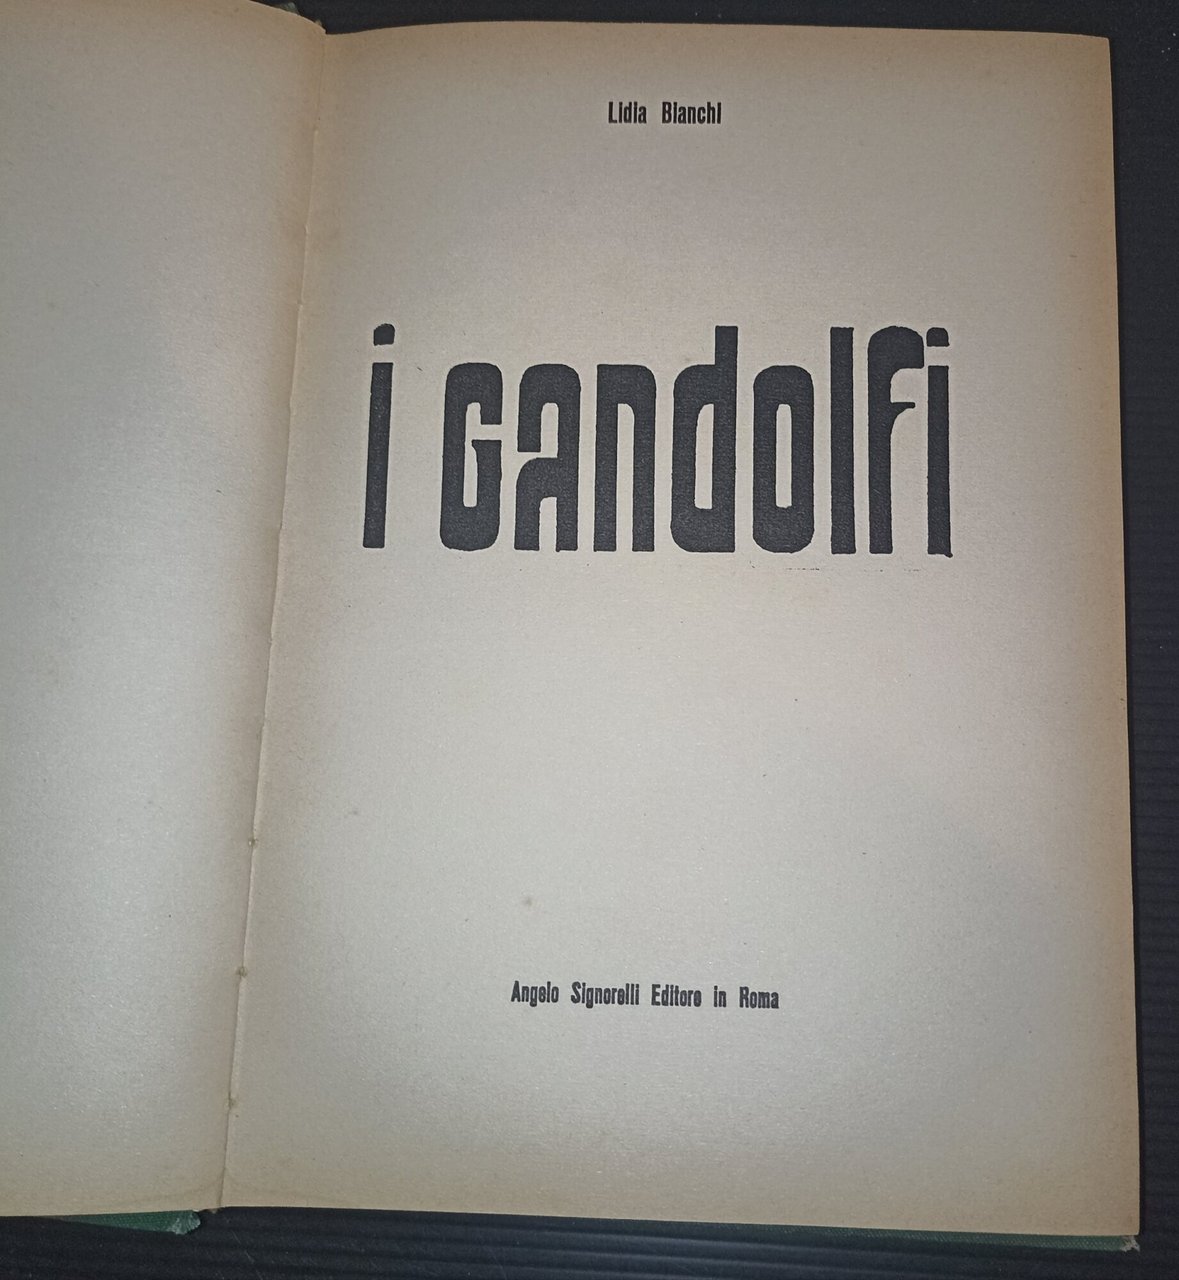 Lidia Bianchi
i Gandolfi
Angelo Signorelli Editore in Roma